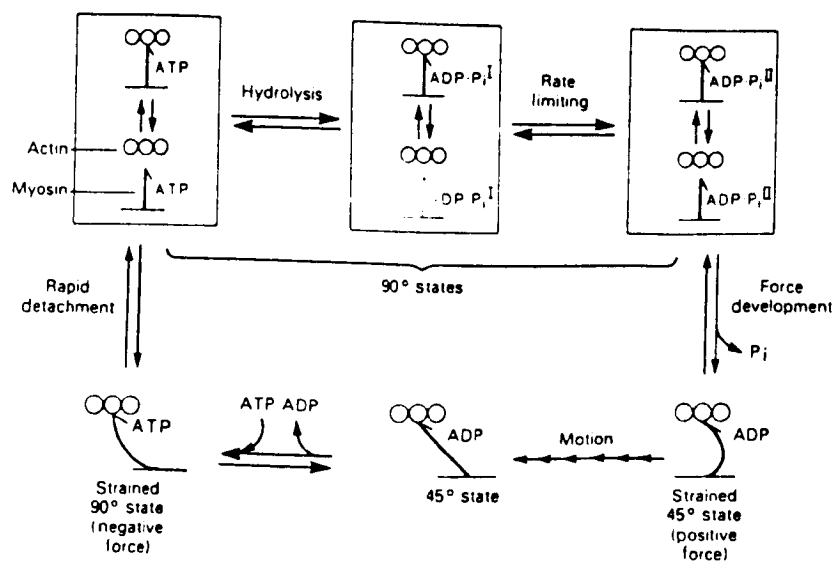 ATP
ADP·Pi I
ADP·Pi II
Hydrolysis
Rate
limiting
Actin
Myosin
ATP
DP·Pi I
ADP·Pi II
Rapid
detachment
90° states
Force
development
Pi
ATP
ATP ADP
ADP
Motion
ADP
Strained
90° state
(negative
force)
45° state
Strained
45° state
(positive
force)